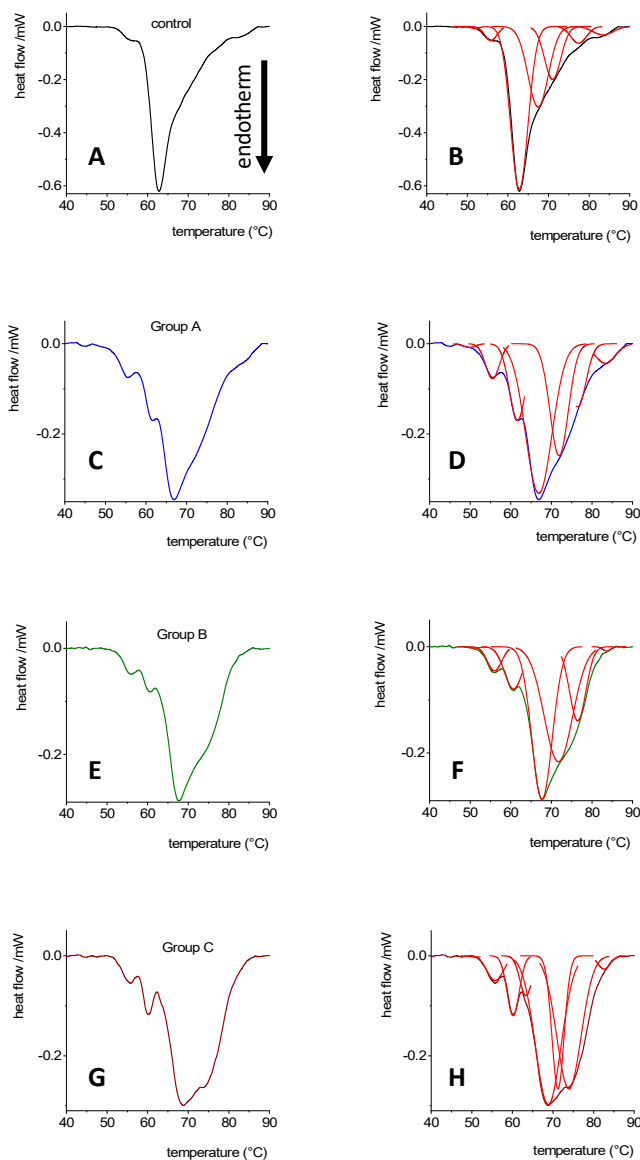 control
heat flow /mW
0.0
-0.2
-0.4
-0.6
A
endotherm
40 50 60 70 80 90
temperature (°C)
heat flow /mW
0.0
-0.2
-0.4
-0.6
B
40 50 60 70 80 90
temperature (°C)
Group A
heat flow /mW
0.0
-0.2
C
40 50 60 70 80 90
temperature (°C)
heat flow /mW
0.0
-0.2
D
40 50 60 70 80 90
temperature (°C)
Group B
heat flow /mW
0.0
-0.2
E
40 50 60 70 80 90
temperature (°C)
heat flow /mW
0.0
-0.2
F
40 50 60 70 80 90
temperature (°C)
Group C
heat flow /mW
0.0
-0.2
G
40 50 60 70 80 90
temperature (°C)
heat flow /mW
0.0
-0.2
H
40 50 60 70 80 90
temperature (°C)